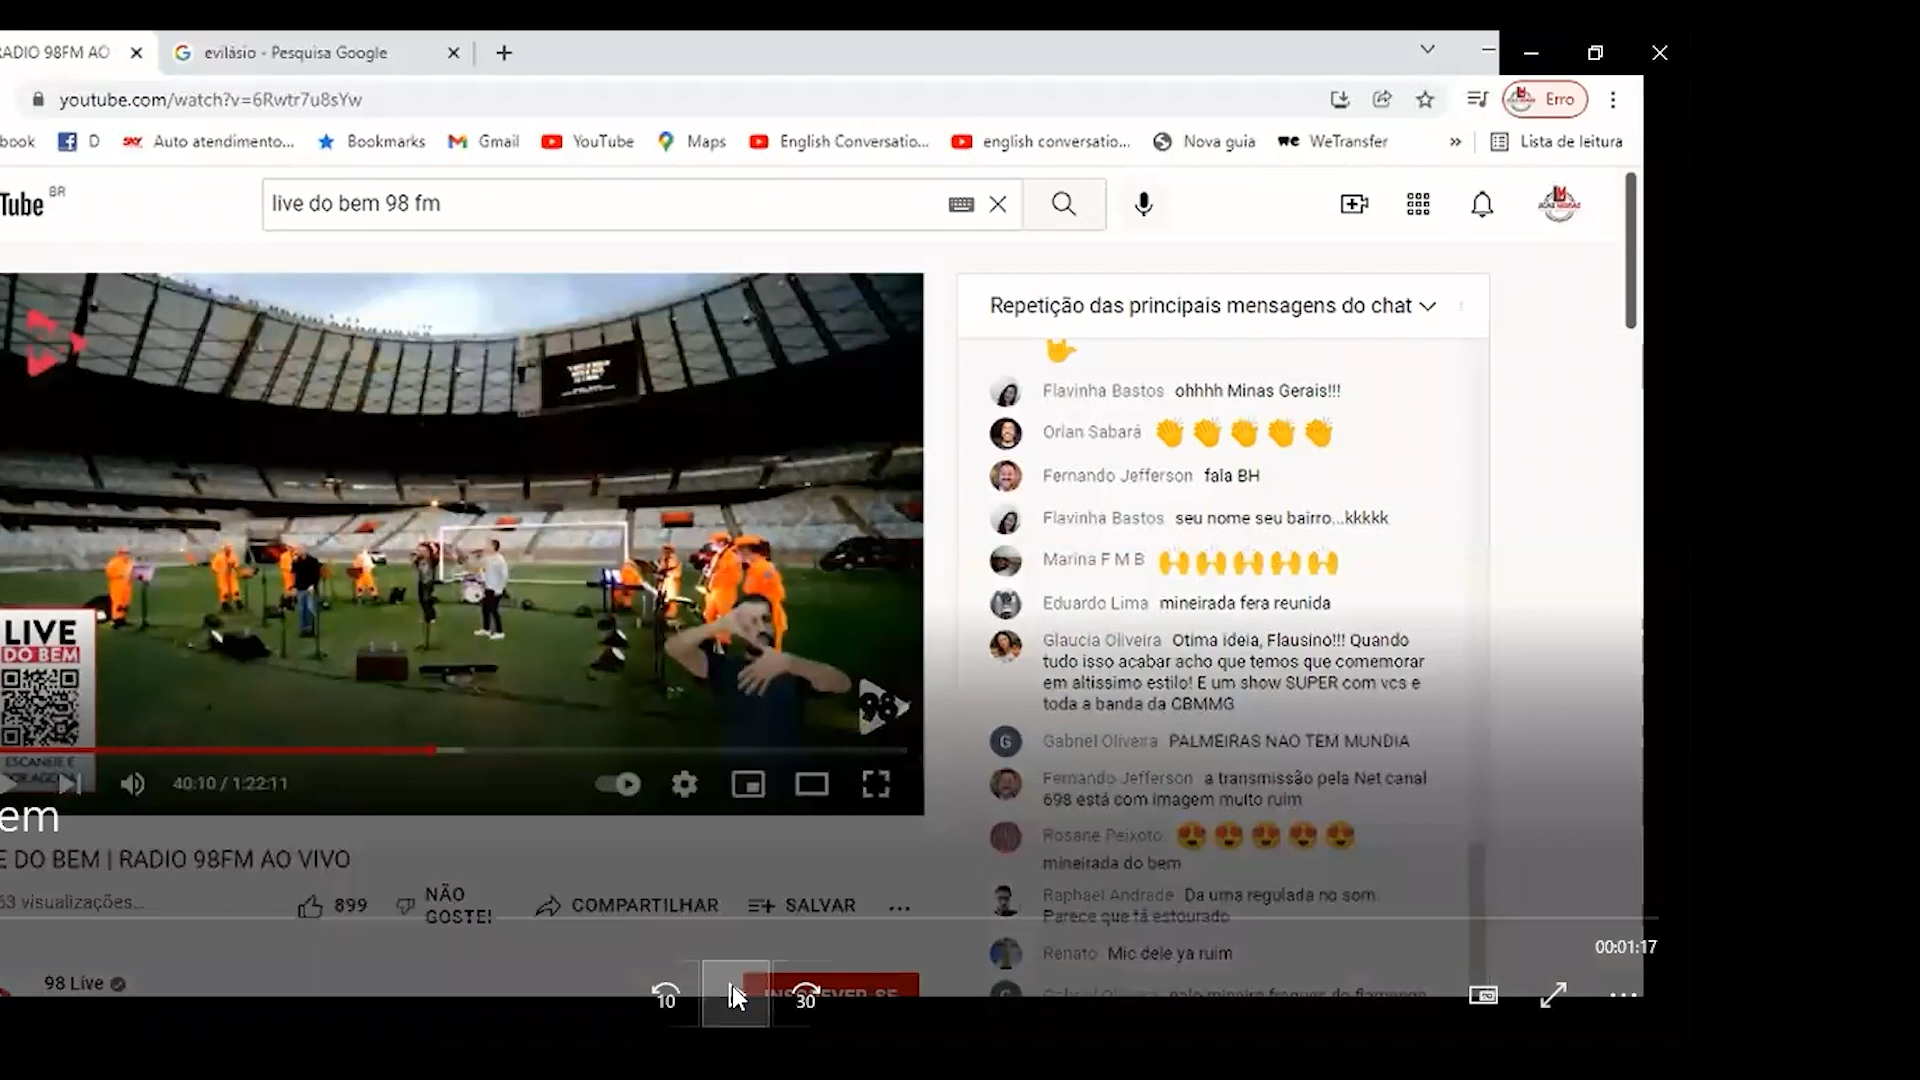 RADIO 98FM AO
evilásio - Pesquisa Google
youtube.com/watch?v=6Rwtr7u8sYw
Erro
book
D
sky
Auto atendimento...
Bookmarks
Gmail
YouTube
Maps
English Conversatio...
english conversatio...
Nova guia
we
WeTransfer
»
Lista de leitura
Tube
BR
live do bem 98 fm
Repetição das principais mensagens do chat
Flavinha Bastos ohhhh Minas Gerais!!!
Orlan Sabará
Fernando Jefferson fala BH
Flavinha Bastos seu nome seu bairro...kkkkk
Marina F M B
Eduardo Lima mineirada fera reunida
Glaucia Oliveira Otima ideia, Flausino!!! Quando
tudo isso acabar acho que temos que comemorar
em altissimo estilo! E um show SUPER com vcs e
toda a banda da CBMMG
G
Gabriel Oliveira PALMEIRAS NAO TEM MUNDIA
Fernando Jefferson a transmissão pela Net canal
698 está com imagem muito ruim
Rosane Peixoto
mineirada do bem
Raphael Andrade Da uma regulada no som.
Parece que tá estourado
Renato Mic dele ya ruim
LIVE
DO BEM
ESCANEIE E
98
40:10 / 1:22:11
em
E DO BEM | RADIO 98FM AO VIVO
63 visualizações...
899
NÃO
GOSTEI
COMPARTILHAR
SALVAR
...
00:01:17
98 Live
10
30